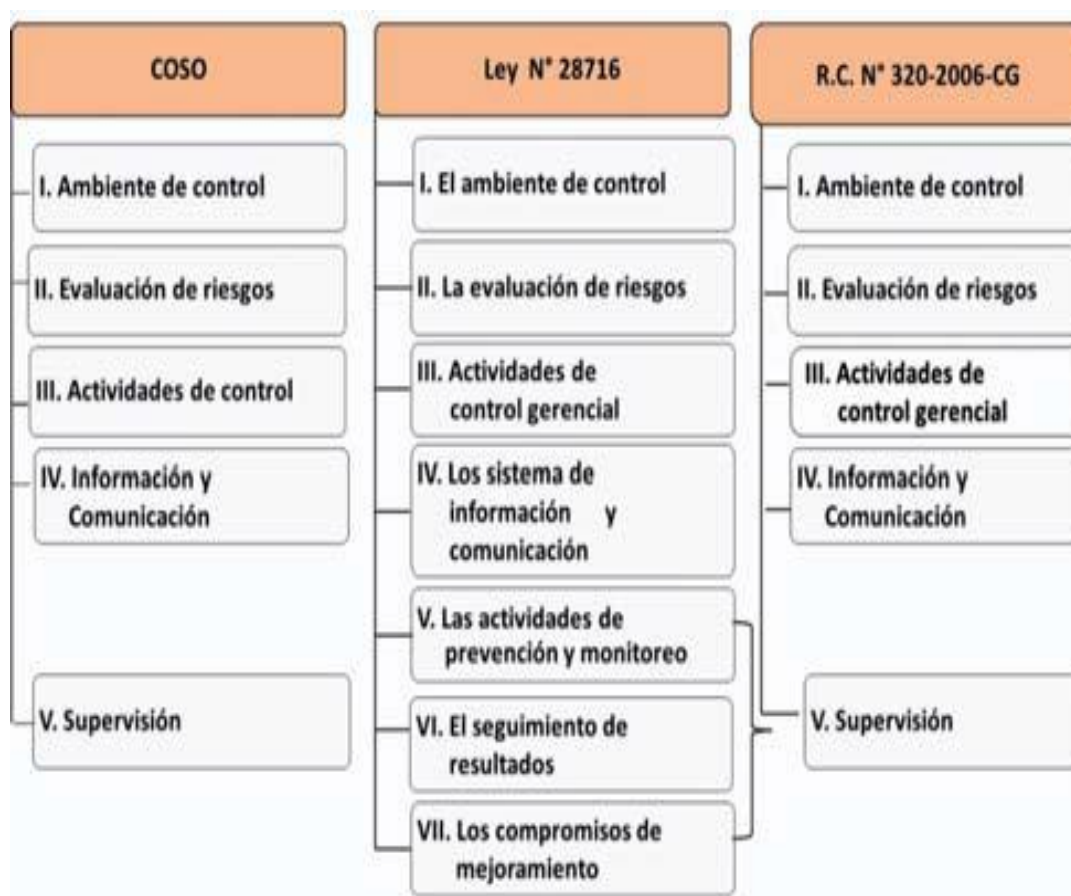 COSO
I. Ambiente de control
II. Evaluación de riesgos
III. Actividades de control
IV. Información y
Comunicación
V. Supervisión
Ley N° 28716
I. El ambiente de control
II. La evaluación de riesgos
III. Actividades de
control gerencial
IV. Los sistema de
información y
comunicación
V. Las actividades de
prevención y monitoreo
VI. El seguimiento de
resultados
VII. Los compromisos de
mejoramiento
R.C. N° 320-2006-CG
I. Ambiente de control
II. Evaluación de riesgos
III. Actividades de
control gerencial
IV. Información y
Comunicación
V. Supervisión